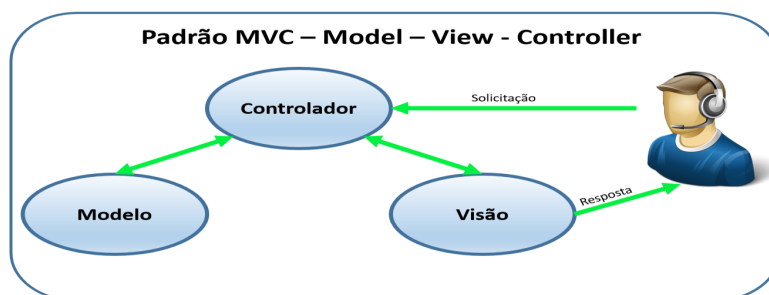 Padrão MVC – Model – View - Controller
Controlador
Solicitação
Modelo
Visão
Resposta